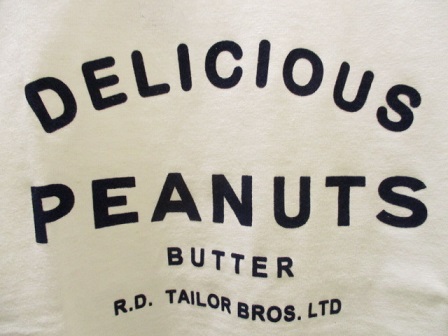 DELICIOUS
PEANUTS
BUTTER
R.D. TAILOR BROS. LTD